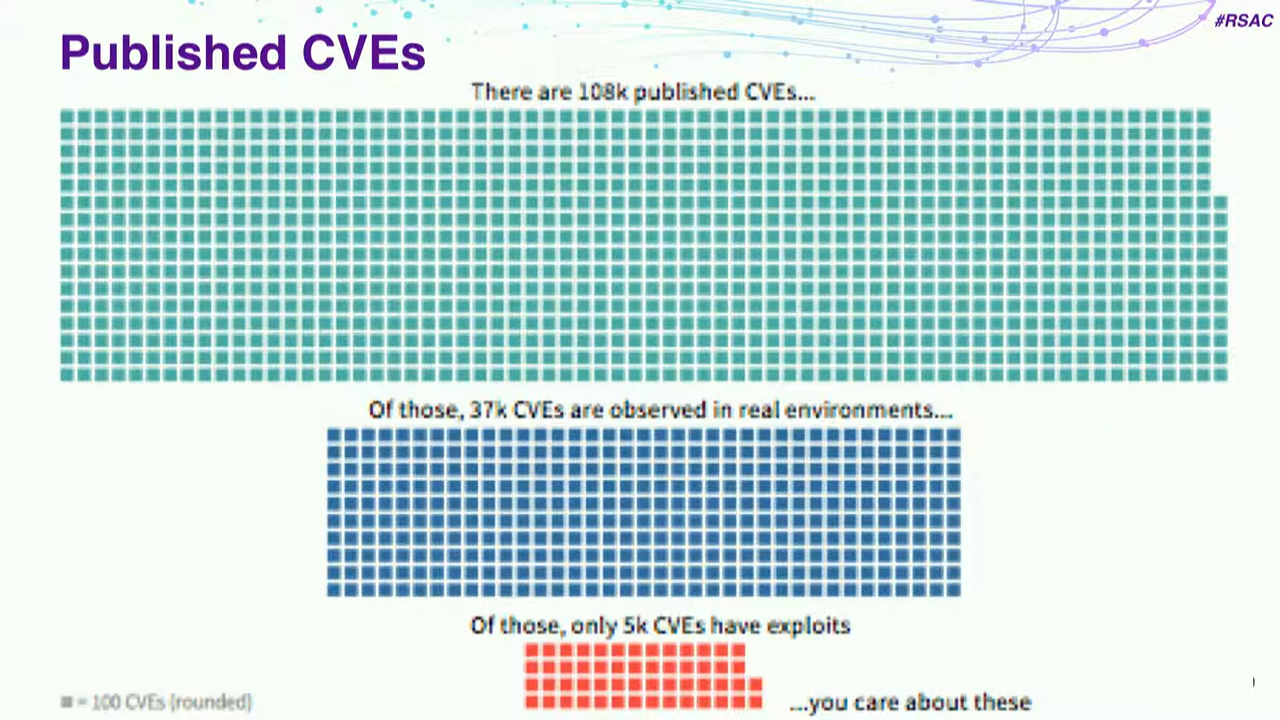 #RSAC
Published CVEs
There are 108k published CVEs...
Of those, 37k CVEs are observed in real environments....
Of those, only 5k CVEs have exploits
= 100 CVEs (rounded)
...you care about these